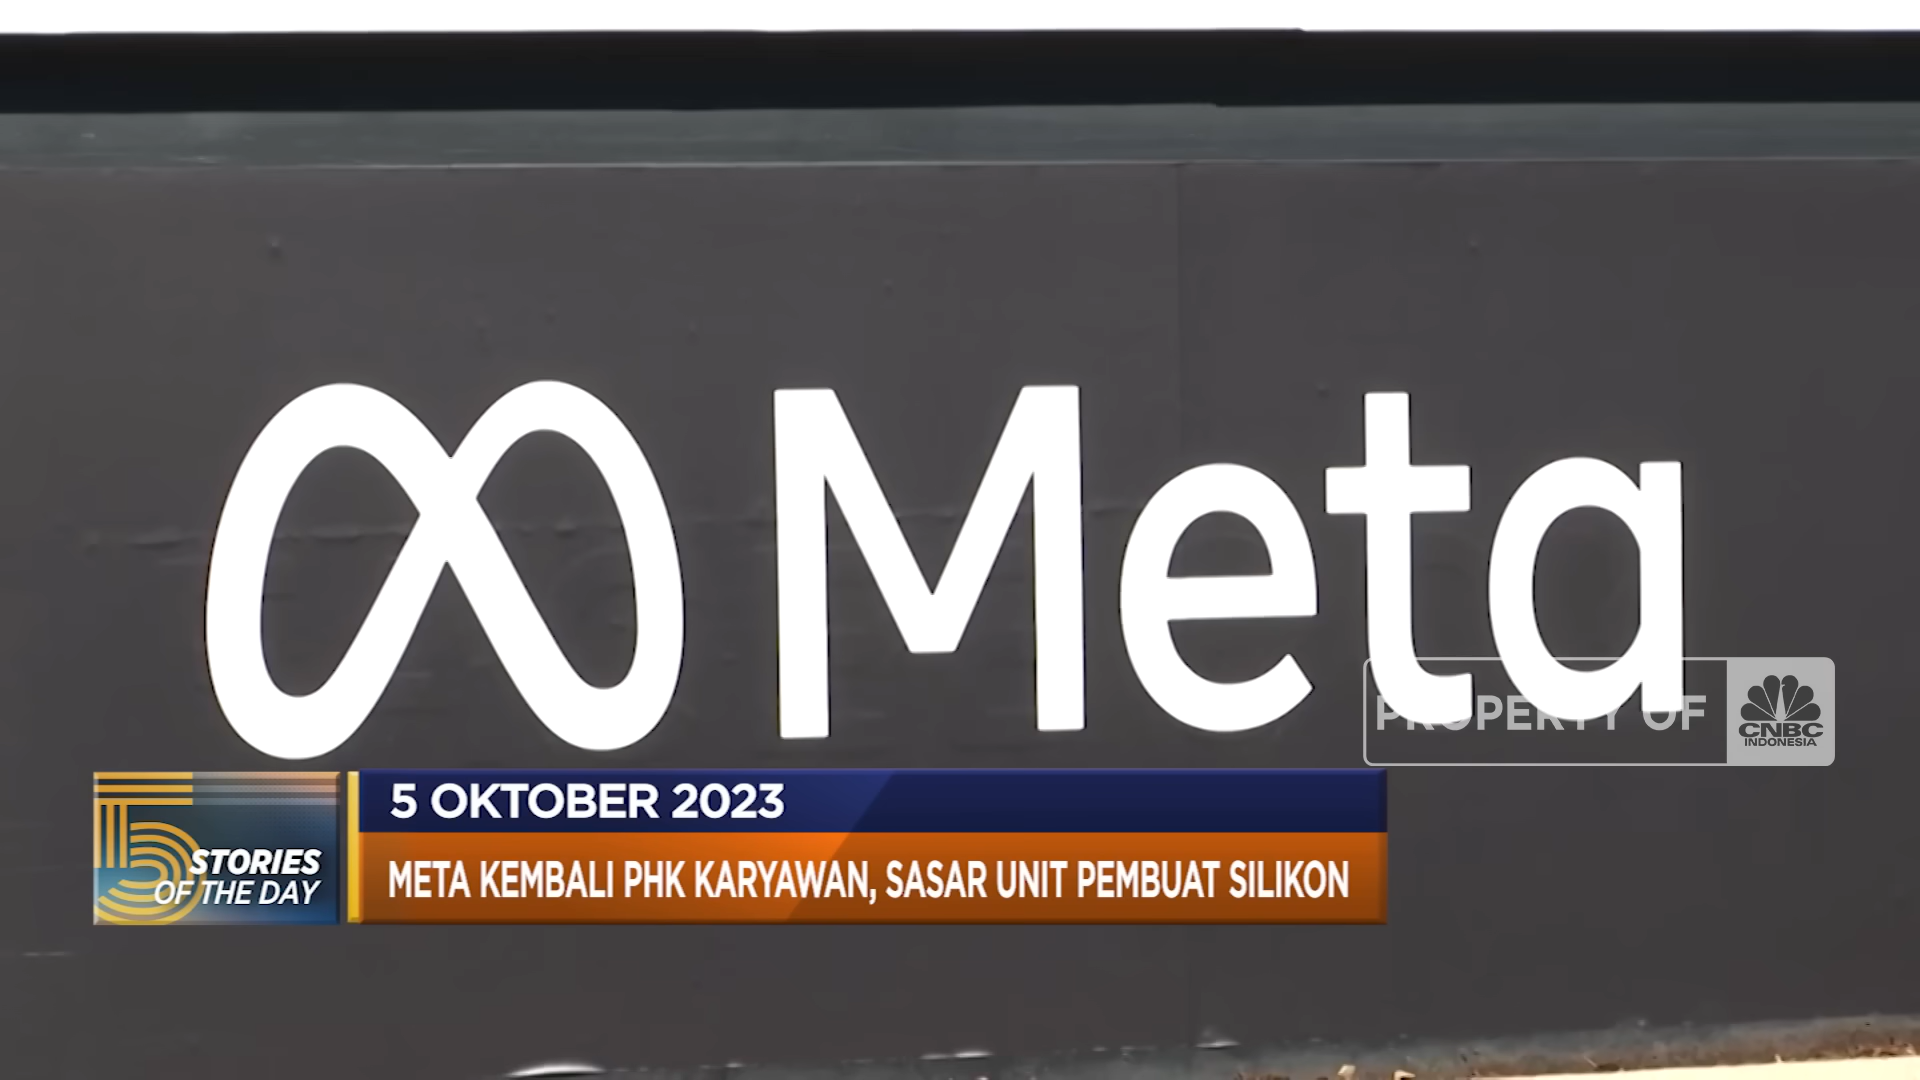 Meta
PROPERTY OF
CNBC
INDONESIA
5 OKTOBER 2023
5
STORIES
OF THE DAY
META KEMBALI PHK KARYAWAN, SASAR UNIT PEMBUAT SILIKON